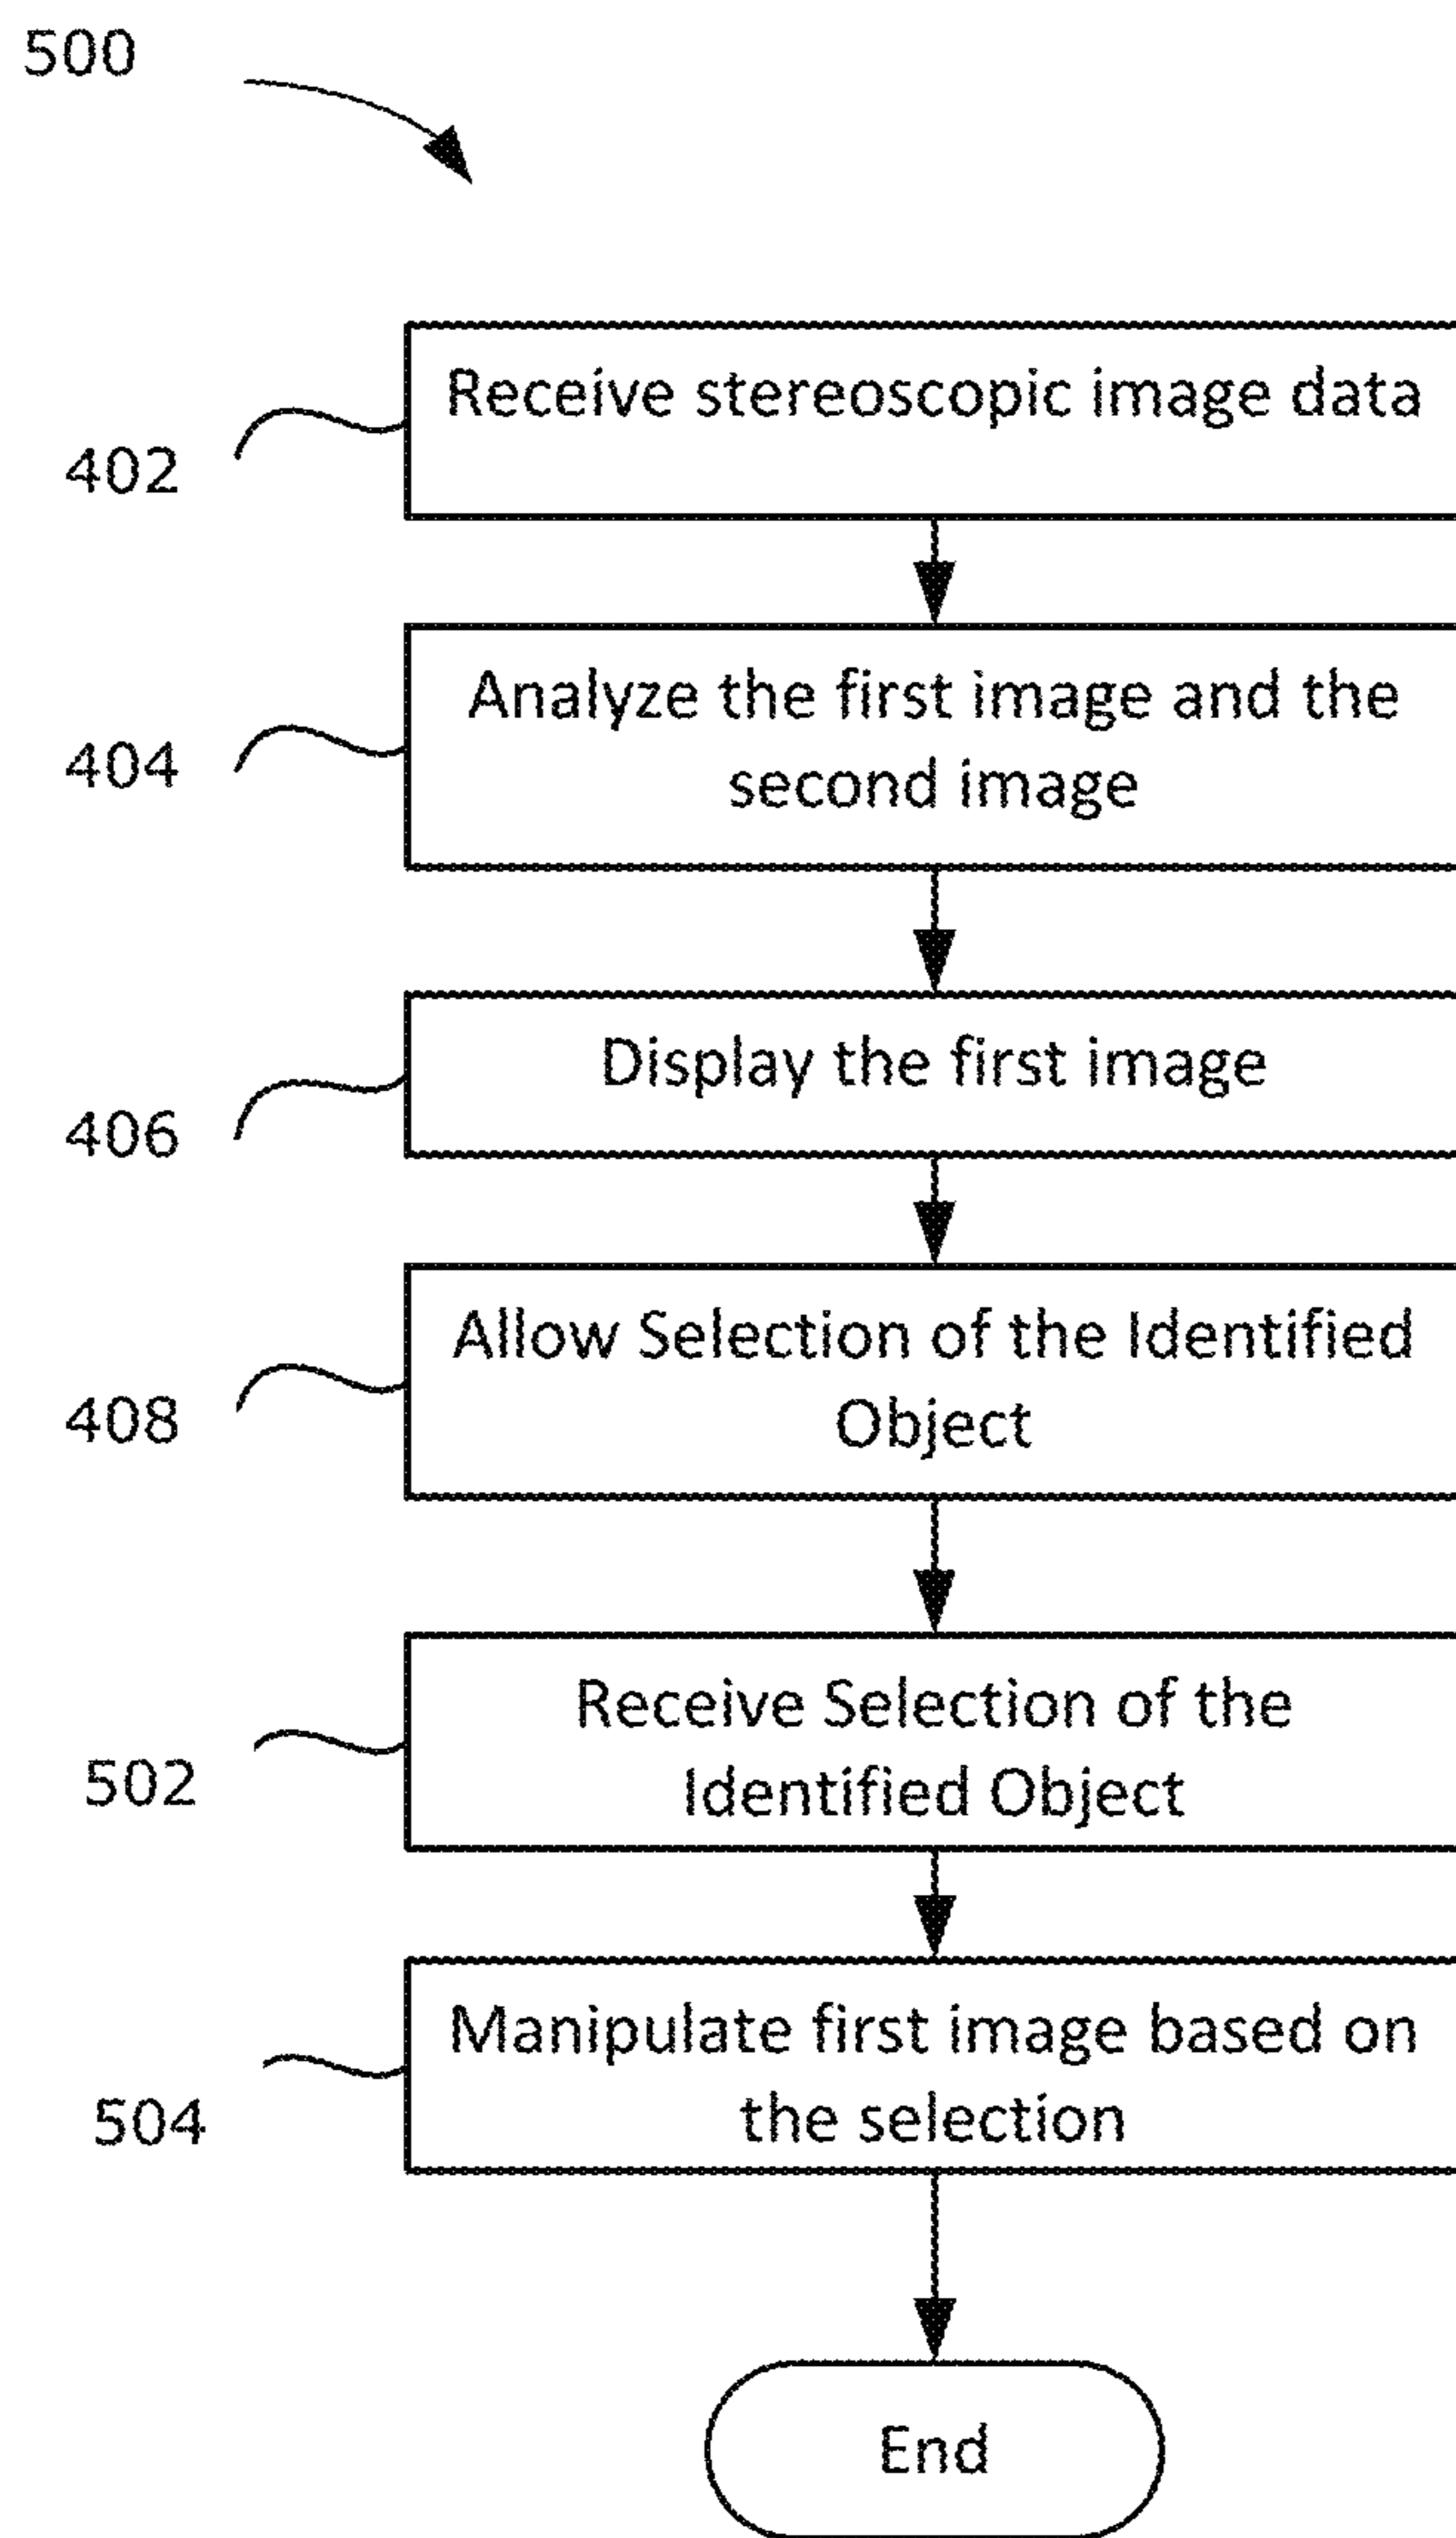 500
Receive stereoscopic image data
402
Analyze the first image and the
second image
404
Display the first image
406
Allow Selection of the Identified
Object
408
Receive Selection of the
Identified Object
502
Manipulate first image based on
the selection
504
End